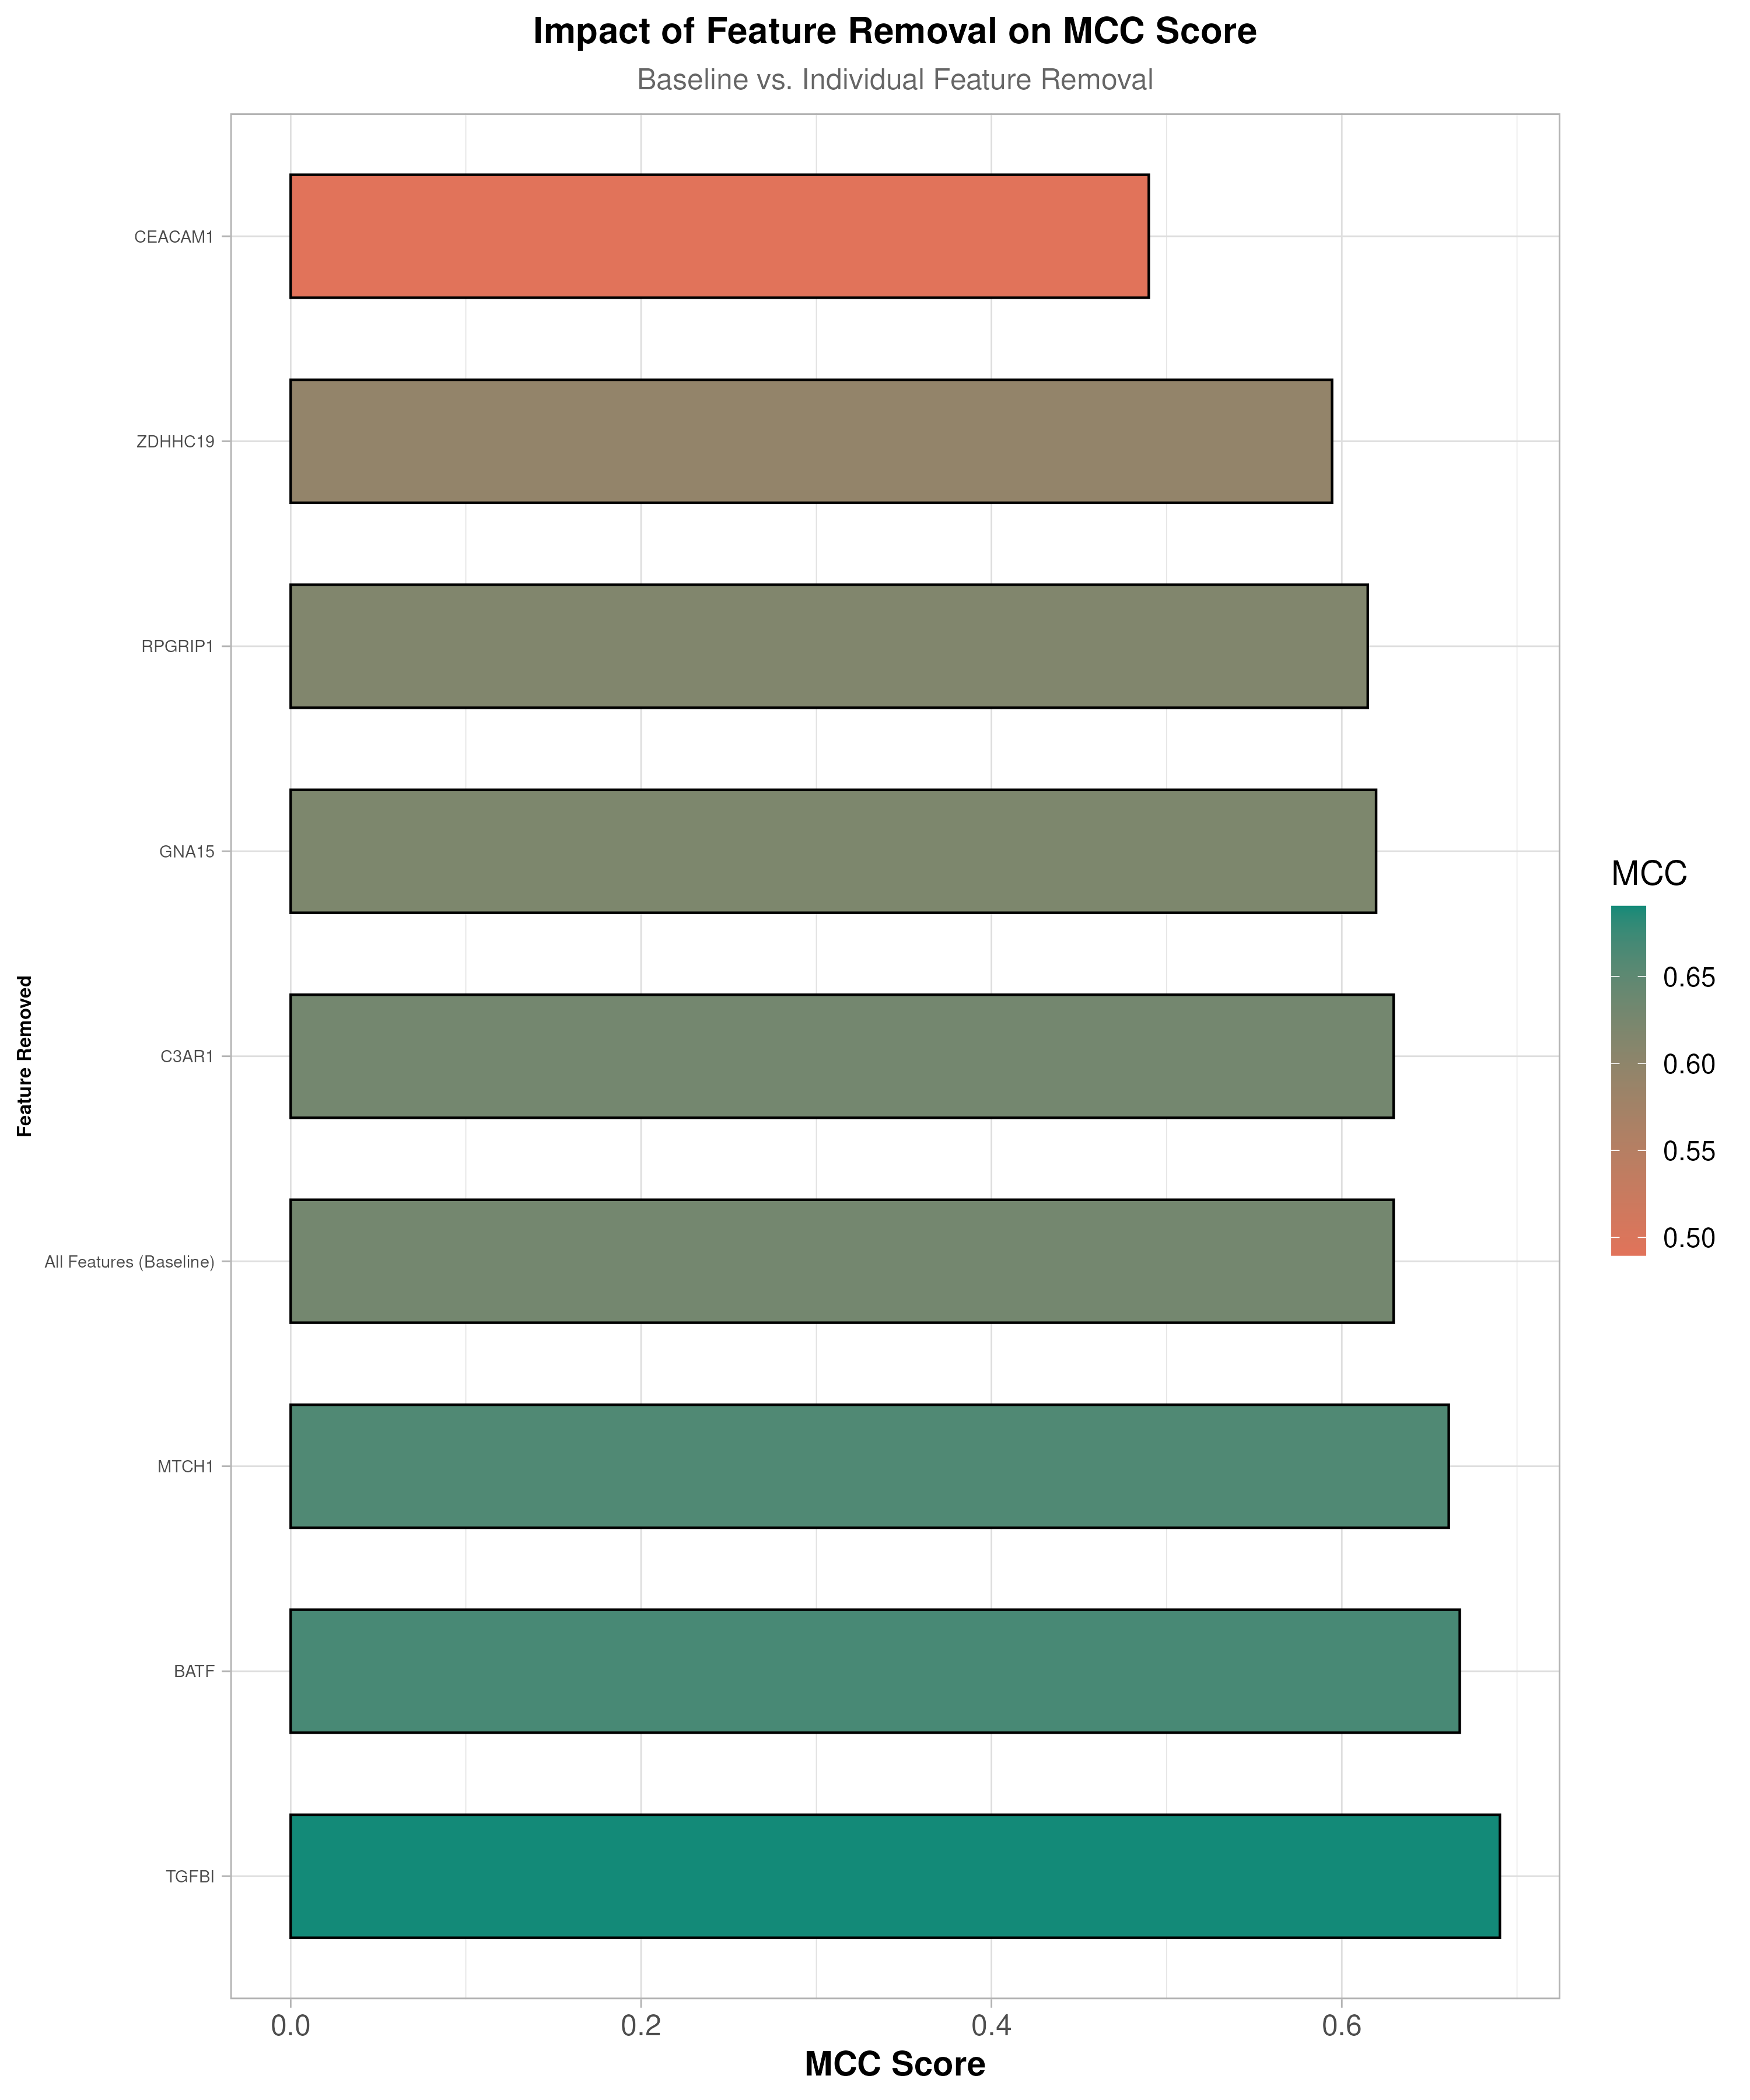 Impact of Feature Removal on MCC Score
Baseline vs. Individual Feature Removal
Feature Removed
CEACAM1
ZDHHC19
RPGRIP1
GNA15
C3AR1
All Features (Baseline)
MTCH1
BATF
TGFBI
0.0 0.2 0.4 0.6
MCC Score
MCC
0.65
0.60
0.55
0.50